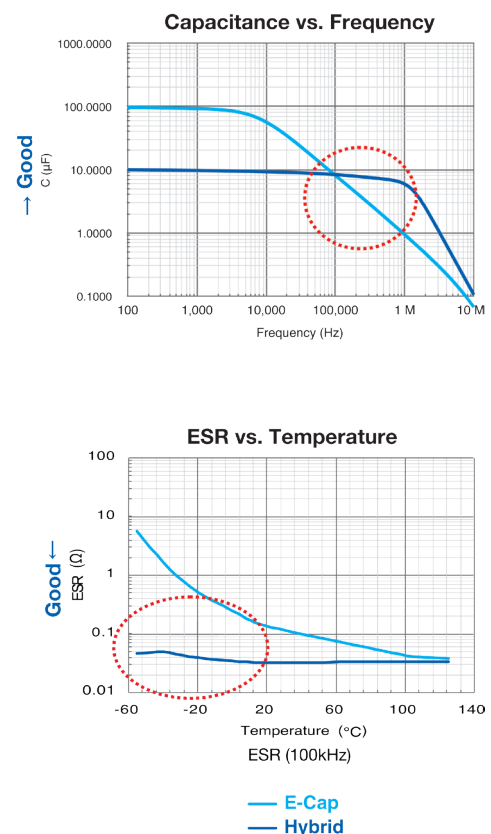 Capacitance vs. Frequency
1000.0000
100.0000
10.0000
1.0000
0.1000
→ Good
C (µF)
100 1,000 10,000 100,000 1 M 10 M
Frequency (Hz)
ESR vs. Temperature
100
10
1
0.1
0.01
Good ←
ESR (Ω)
-60 -20 20 60 100 140
Temperature (°C)
ESR (100kHz)
E-Cap
Hybrid